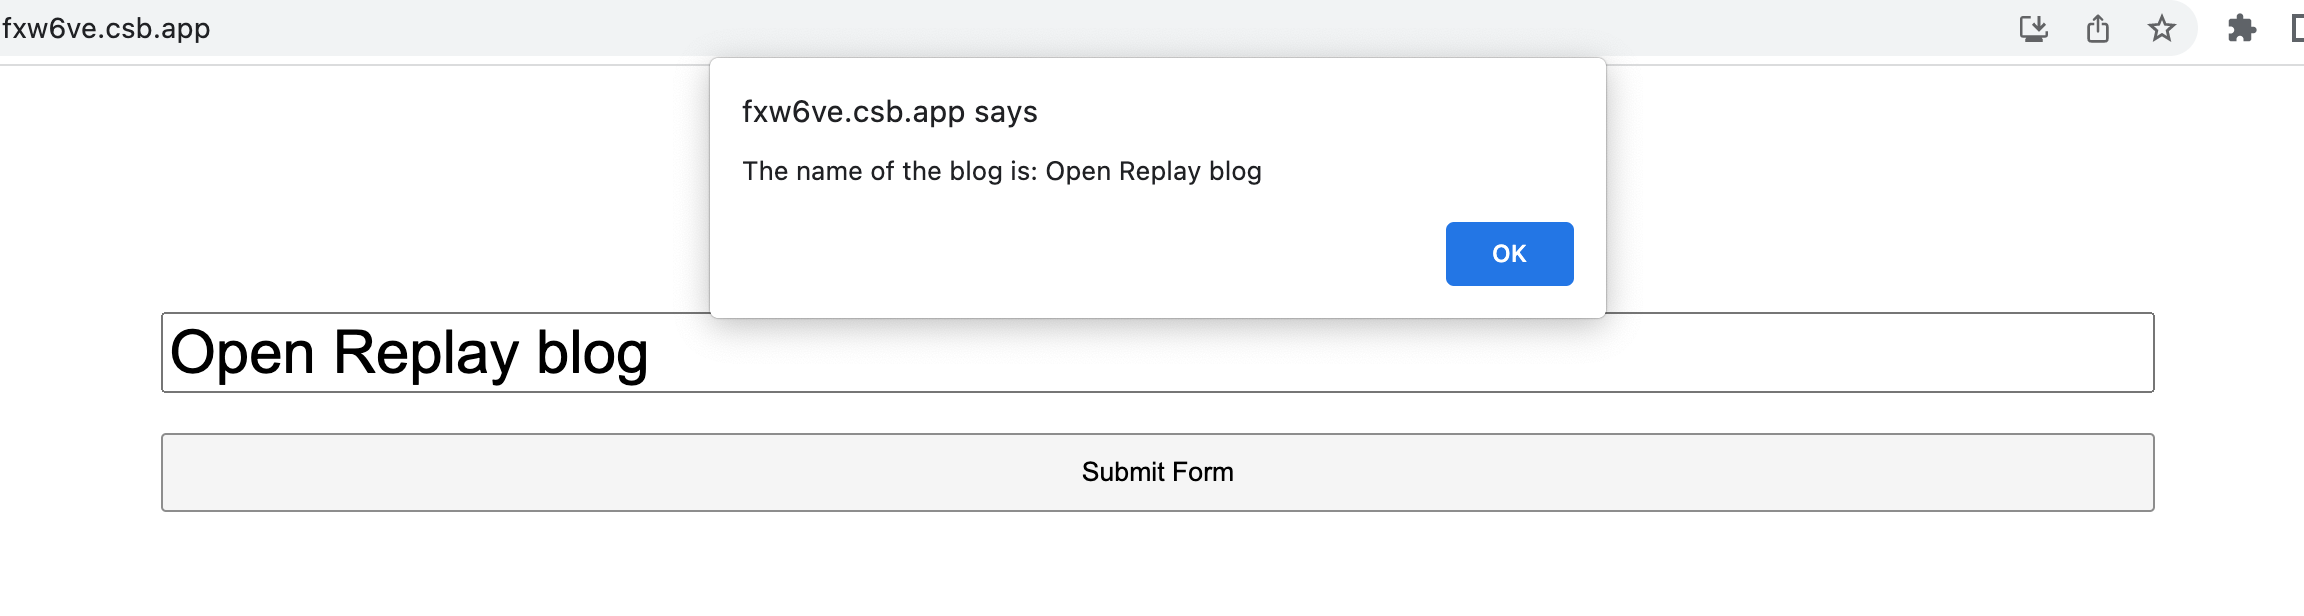 fxw6ve.csb.app
fxw6ve.csb.app says
The name of the blog is: Open Replay blog
OK
Open Replay blog
Submit Form